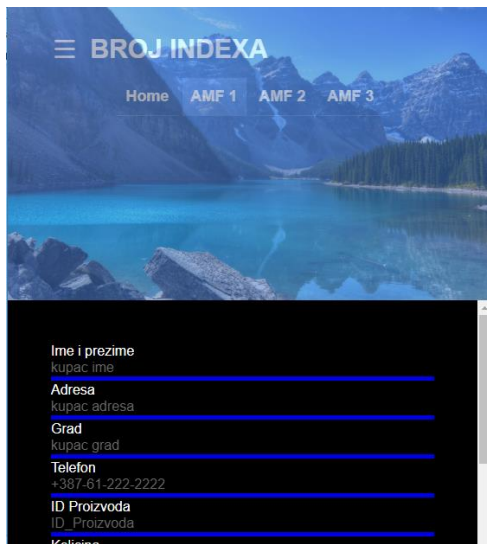 ☰ BROJ INDEXA
Home AMF 1 AMF 2 AMF 3
Ime i prezime
kupac ime
Adresa
kupac adresa
Grad
kupac grad
Telefon
+387-61-222-2222
ID Proizvoda
ID_Proizvoda